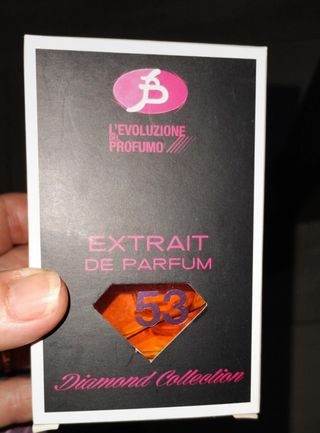 JB
L'EVOLUZIONE
DEL
PROFUMO
EXTRAIT
DE PARFUM
53
Diamond Collection